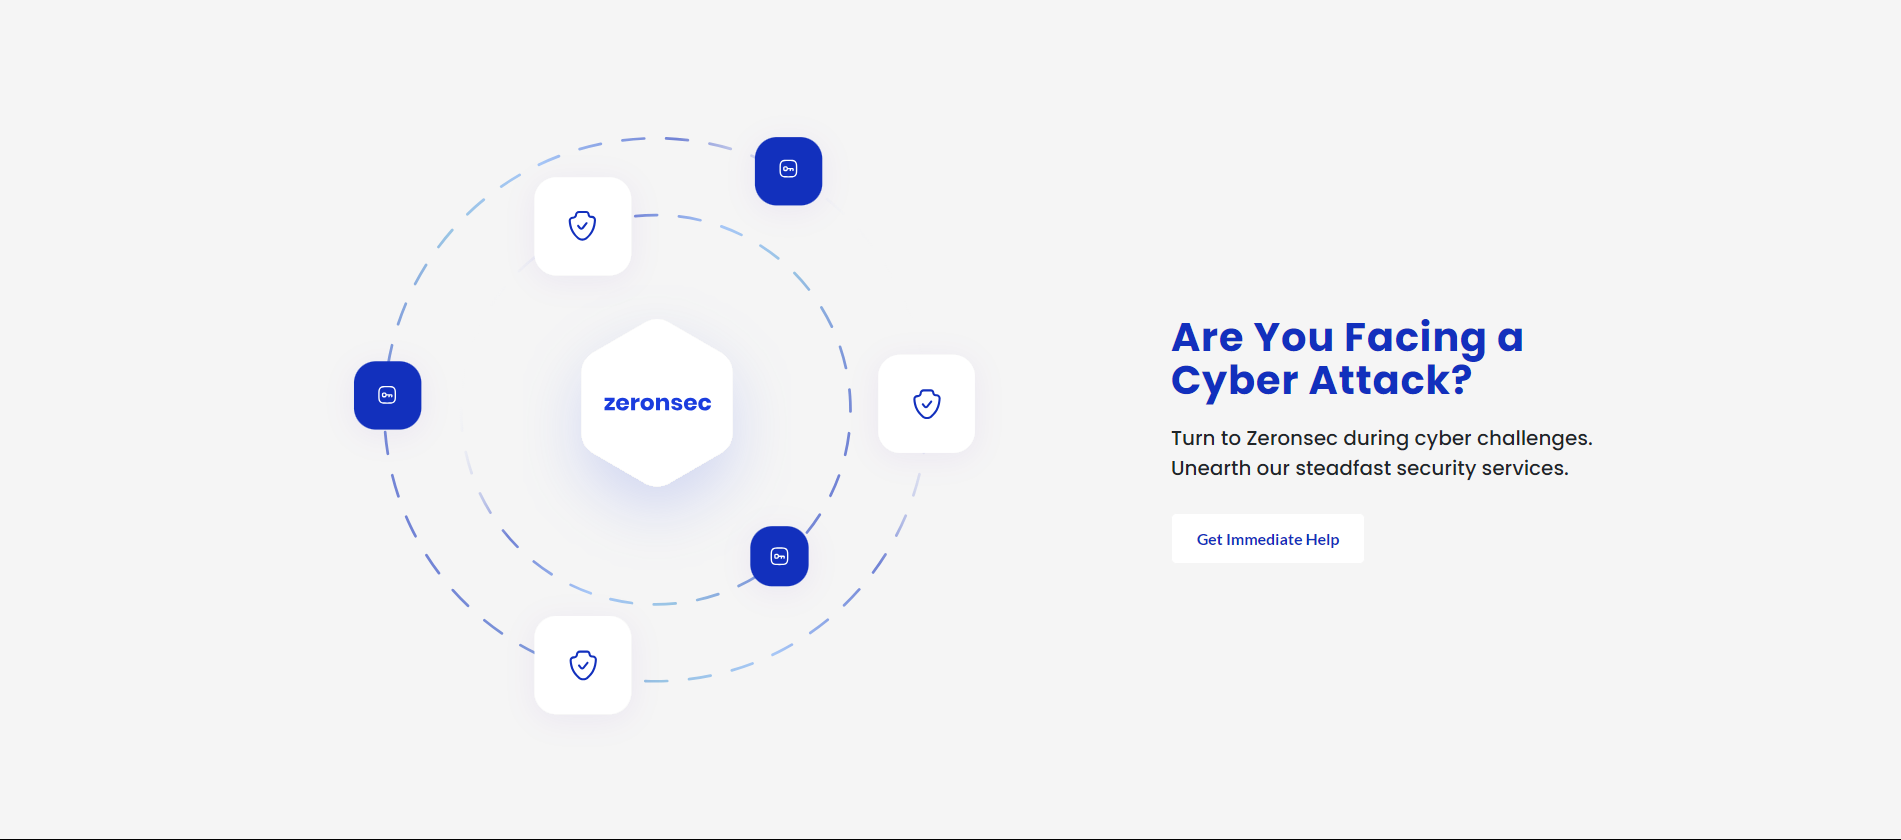 zeronsec
Are You Facing a
Cyber Attack?
Turn to Zeronsec during cyber challenges.
Unearth our steadfast security services.
Get Immediate Help